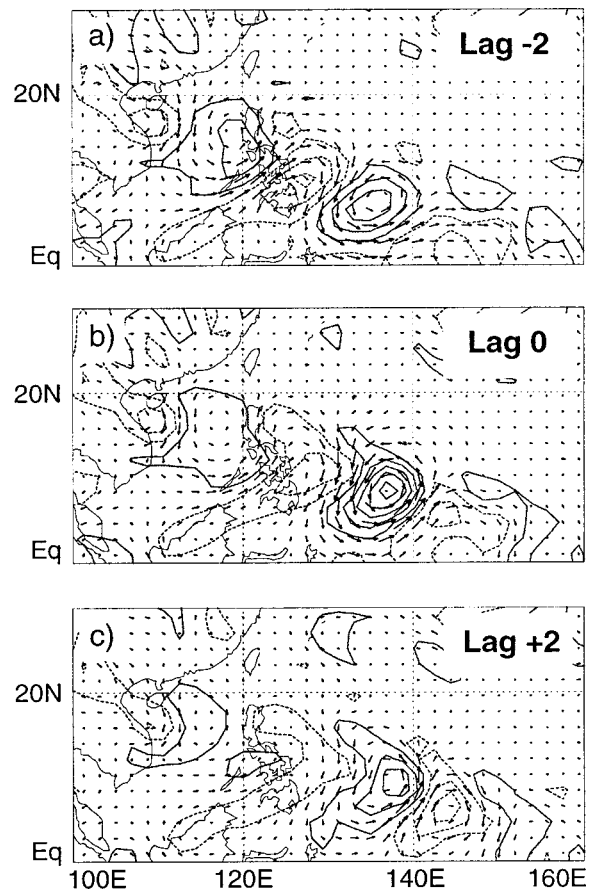 a)
Lag -2
20N
Eq
b)
Lag 0
20N
Eq
c)
Lag +2
20N
Eq
100E 120E 140E 160E